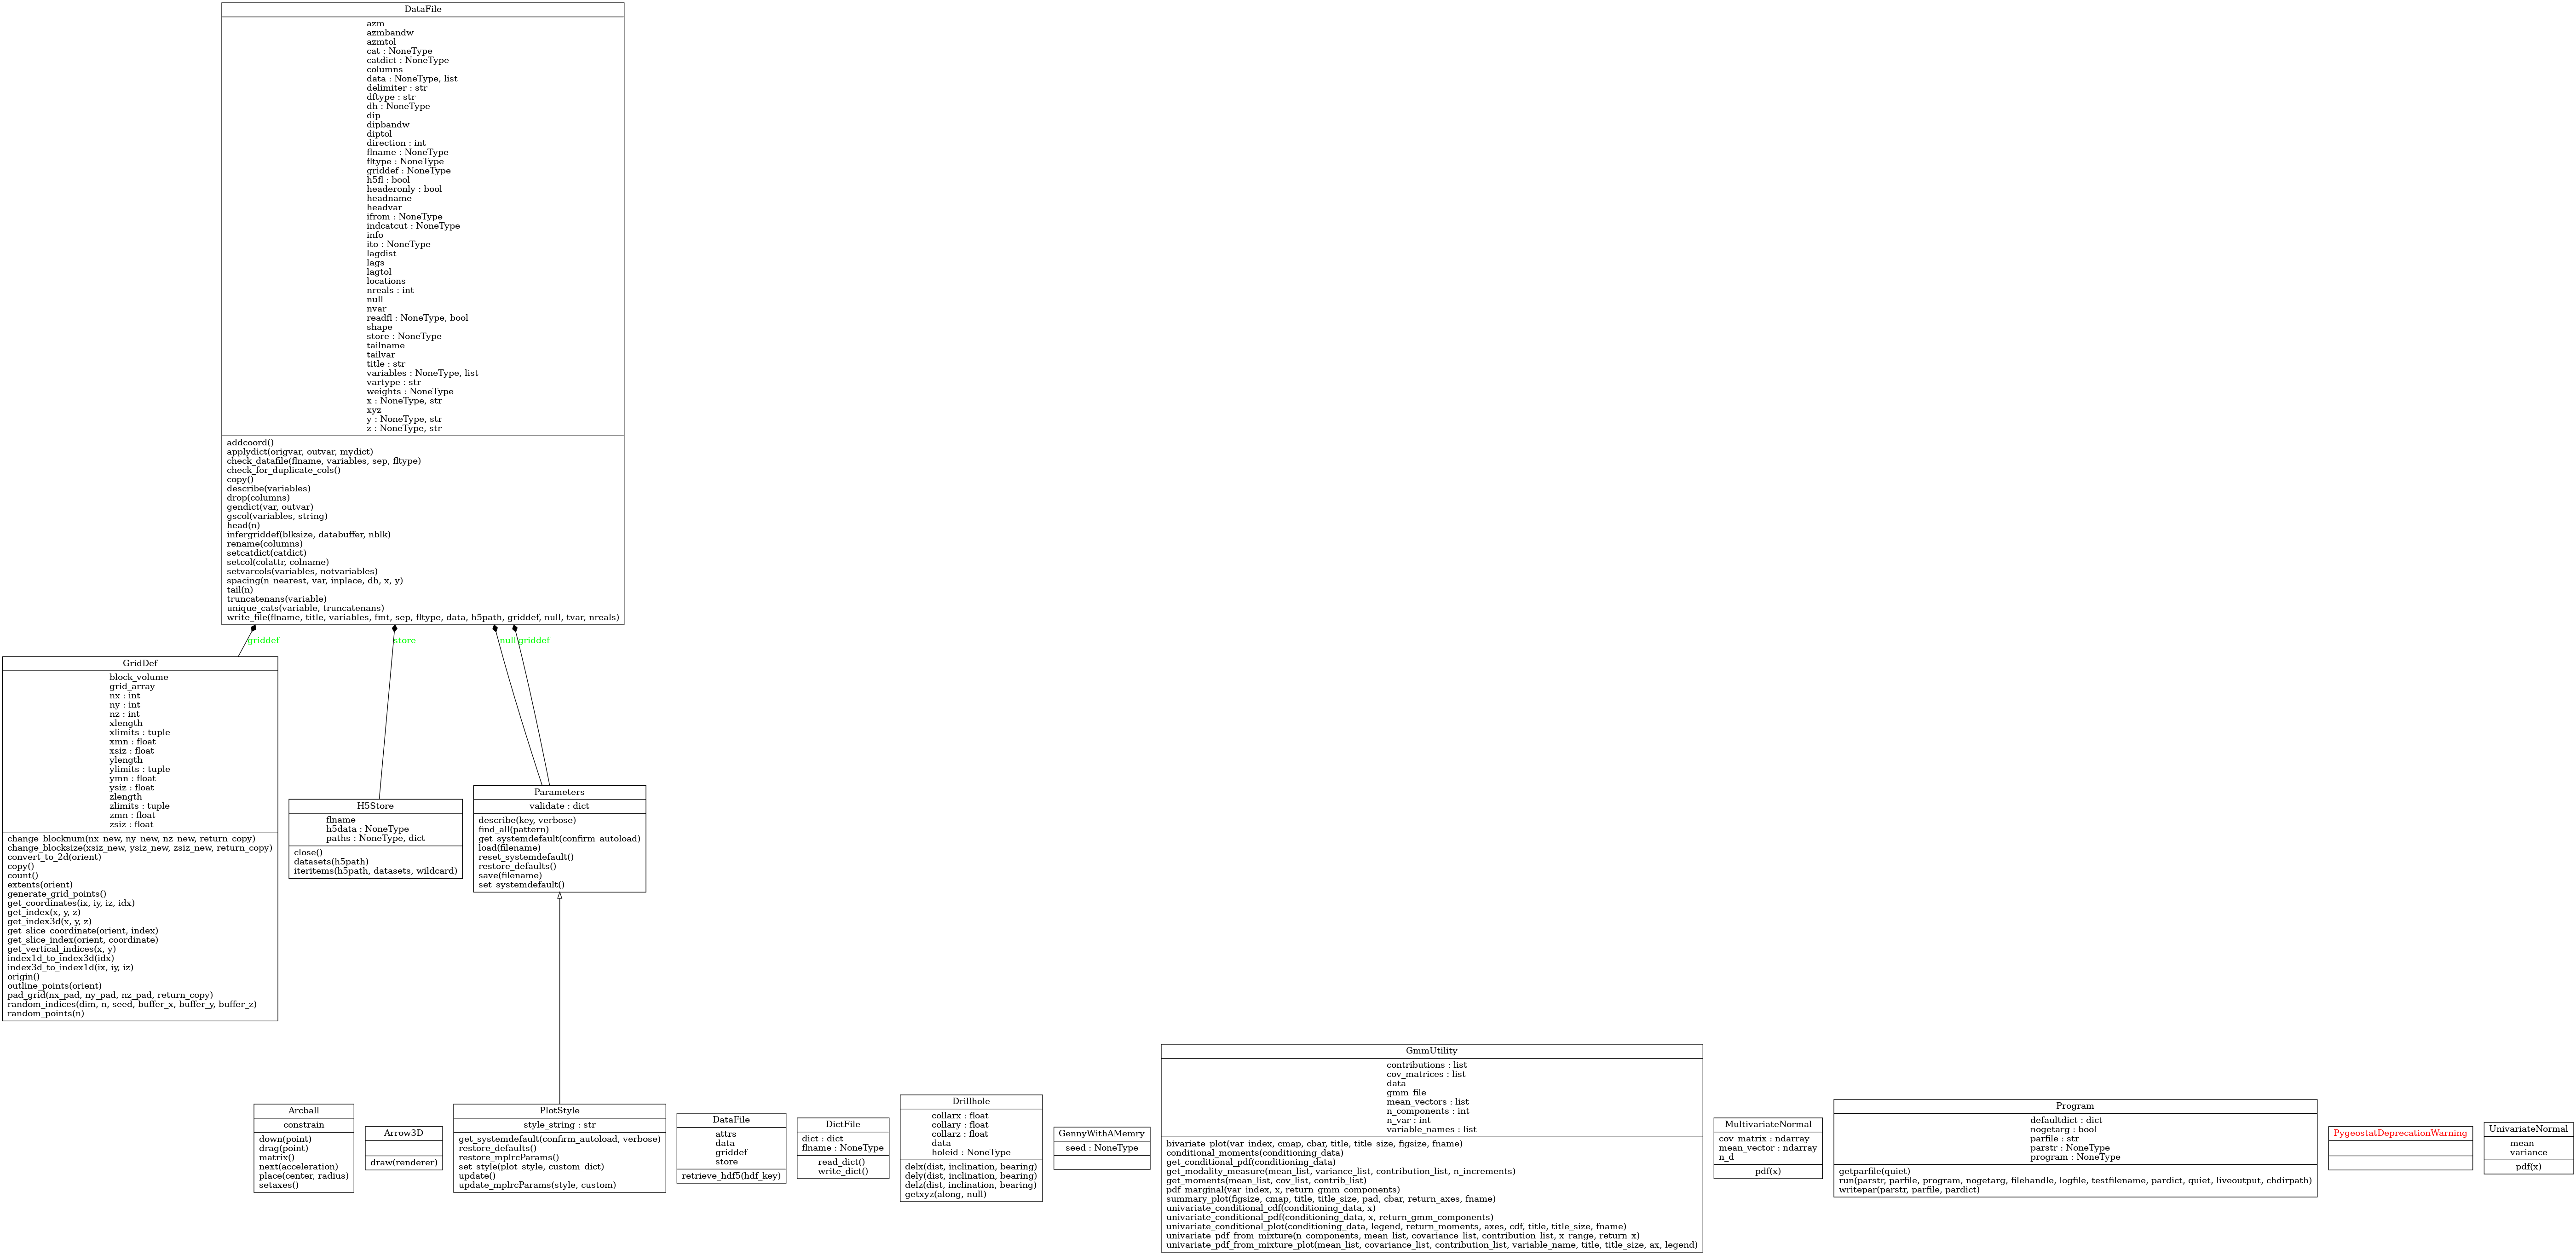 DataFile
azm
azmbandw
azmtol
cat : NoneType
catdict : NoneType
columns
data : NoneType, list
delimiter : str
dftype : str
dh : NoneType
dip
dipbandw
diptol
direction : int
flname : NoneType
fltype : NoneType
griddef : NoneType
h5fl : bool
headeronly : bool
headname
headvar
ifrom : NoneType
indcatcut : NoneType
info
ito : NoneType
lagdist
lags
lagtol
locations
nreals : int
null
nvar
readfl : NoneType, bool
shape
store : NoneType
tailname
tailvar
title : str
variables : NoneType, list
vartype : str
weights : NoneType
x : NoneType, str
xyz
y : NoneType, str
z : NoneType, str
addcoord()
applydict(origvar, outvar, mydict)
check_datafile(flname, variables, sep, fltype)
check_for_duplicate_cols()
copy()
describe(variables)
drop(columns)
gendict(var, outvar)
gscol(variables, string)
head(n)
infergriddef(blksize, databuffer, nblk)
rename(columns)
setcatdict(catdict)
setcol(colattr, colname)
setvarcols(variables, notvariables)
spacing(n_nearest, var, inplace, dh, x, y)
tail(n)
truncatenans(variable)
unique_cats(variable, truncatenans)
write_file(flname, title, variables, fmt, sep, fltype, data, h5path, griddef, null, tvar, nreals)
griddef
store
null
griddef
GridDef
block_volume
grid_array
nx : int
ny : int
nz : int
xlength
xlimits : tuple
xmn : float
xsiz : float
ylength
ylimits : tuple
ymn : float
ysiz : float
zlength
zlimits : tuple
zmn : float
zsiz : float
change_blocknum(nx_new, ny_new, nz_new, return_copy)
change_blocksize(xsiz_new, ysiz_new, zsiz_new, return_copy)
convert_to_2d(orient)
copy()
count()
extents(orient)
generate_grid_points()
get_coordinates(ix, iy, iz, idx)
get_index(x, y, z)
get_index3d(x, y, z)
get_slice_coordinate(orient, index)
get_slice_index(orient, coordinate)
get_vertical_indices(x, y)
index1d_to_index3d(idx)
index3d_to_index1d(ix, iy, iz)
origin()
outline_points(orient)
pad_grid(nx_pad, ny_pad, nz_pad, return_copy)
random_indices(dim, n, seed, buffer_x, buffer_y, buffer_z)
random_points(n)
H5Store
flname
h5data : NoneType
paths : NoneType, dict
close()
datasets(h5path)
iteritems(h5path, datasets, wildcard)
Parameters
validate : dict
describe(key, verbose)
find_all(pattern)
get_systemdefault(confirm_autoload)
load(filename)
reset_systemdefault()
restore_defaults()
save(filename)
set_systemdefault()
Arcball
constrain
down(point)
drag(point)
matrix()
next(acceleration)
place(center, radius)
setaxes()
Arrow3D
draw(renderer)
PlotStyle
style_string : str
get_systemdefault(confirm_autoload, verbose)
restore_defaults()
restore_mplrcParams()
set_style(plot_style, custom_dict)
update()
update_mplrcParams(style, custom)
DataFile
attrs
data
griddef
store
retrieve_hdf5(hdf_key)
DictFile
dict : dict
flname : NoneType
read_dict()
write_dict()
Drillhole
collarx : float
collary : float
collarz : float
data
holeid : NoneType
delx(dist, inclination, bearing)
dely(dist, inclination, bearing)
delz(dist, inclination, bearing)
getxyz(along, null)
GennyWithAMemry
seed : NoneType
GmmUtility
contributions : list
cov_matrices : list
data
gmm_file
mean_vectors : list
n_components : int
n_var : int
variable_names : list
bivariate_plot(var_index, cmap, cbar, title, title_size, figsize, fname)
conditional_moments(conditioning_data)
get_conditional_pdf(conditioning_data)
get_modality_measure(mean_list, variance_list, contribution_list, n_increments)
get_moments(mean_list, cov_list, contrib_list)
pdf_marginal(var_index, x, return_gmm_components)
summary_plot(figsize, cmap, title, title_size, pad, cbar, return_axes, fname)
univariate_conditional_cdf(conditioning_data, x)
univariate_conditional_pdf(conditioning_data, x, return_gmm_components)
univariate_conditional_plot(conditioning_data, legend, return_moments, axes, cdf, title, title_size, fname)
univariate_pdf_from_mixture(n_components, mean_list, covariance_list, contribution_list, x_range, return_x)
univariate_pdf_from_mixture_plot(mean_list, covariance_list, contribution_list, variable_name, title, title_size, ax, legend)
MultivariateNormal
cov_matrix : ndarray
mean_vector : ndarray
n_d
pdf(x)
Program
defaultdict : dict
nogetarg : bool
parfile : str
parstr : NoneType
program : NoneType
getparfile(quiet)
run(parstr, parfile, program, nogetarg, filehandle, logfile, testfilename, pardict, quiet, liveoutput, chdirpath)
writepar(parstr, parfile, pardict)
PygeostatDeprecationWarning
UnivariateNormal
mean
variance
pdf(x)